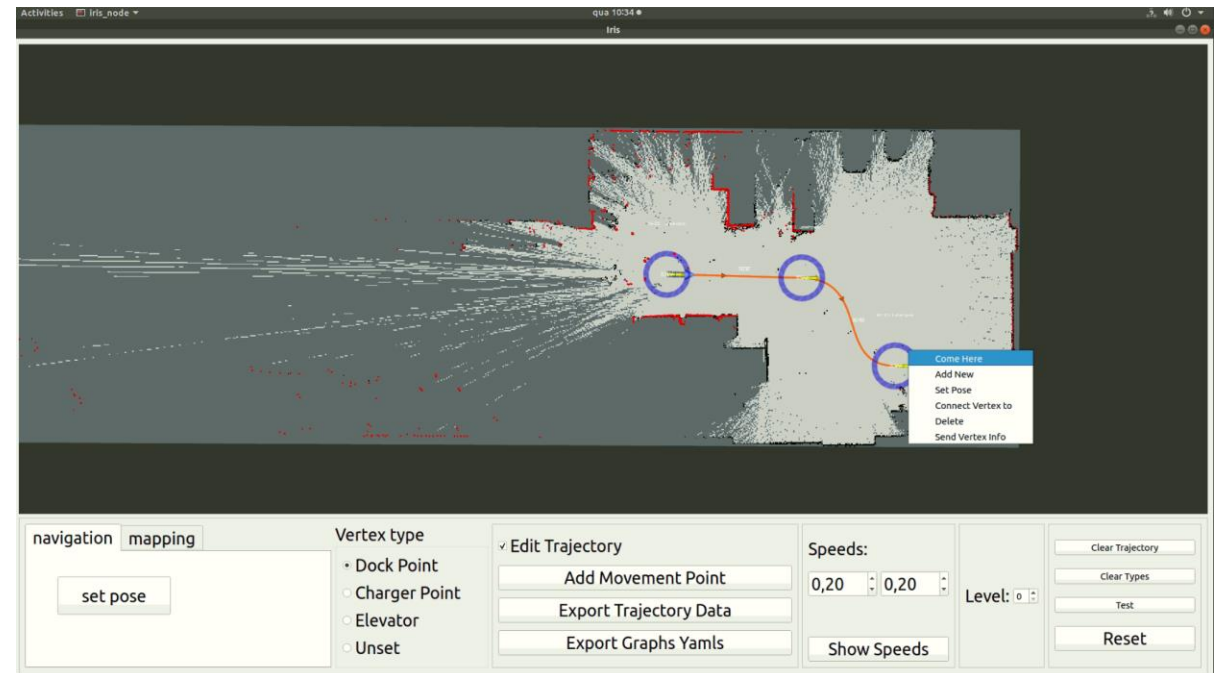 Activities Iris_node
qua 10:34
Iris
Come Here
Add New
Set Pose
Connect Vertex to
Delete
Send Vertex Info
navigation mapping
set pose
Vertex type
Dock Point
Charger Point
Elevator
Unset
Edit Trajectory
Add Movement Point
Export Trajectory Data
Export Graphs Yamls
Speeds:
0,20 0,20
Show Speeds
Level: 0
Clear Trajectory
Clear Types
Test
Reset